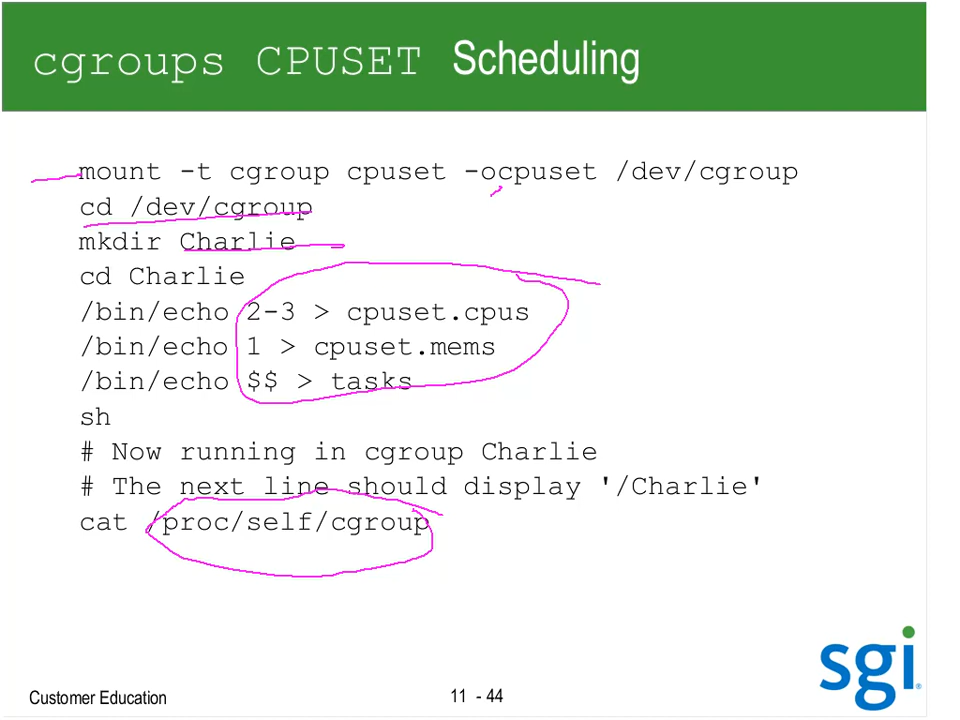 cgroups CPUSET Scheduling
mount -t cgroup cpuset -ocpuset /dev/cgroup
cd /dev/cgroup
mkdir Charlie
cd Charlie
/bin/echo 2-3 > cpuset.cpus
/bin/echo 1 > cpuset.mems
/bin/echo $$ > tasks
sh
# Now running in cgroup Charlie
# The next line should display '/Charlie'
cat /proc/self/cgroup
sgi®
Customer Education 11 - 44